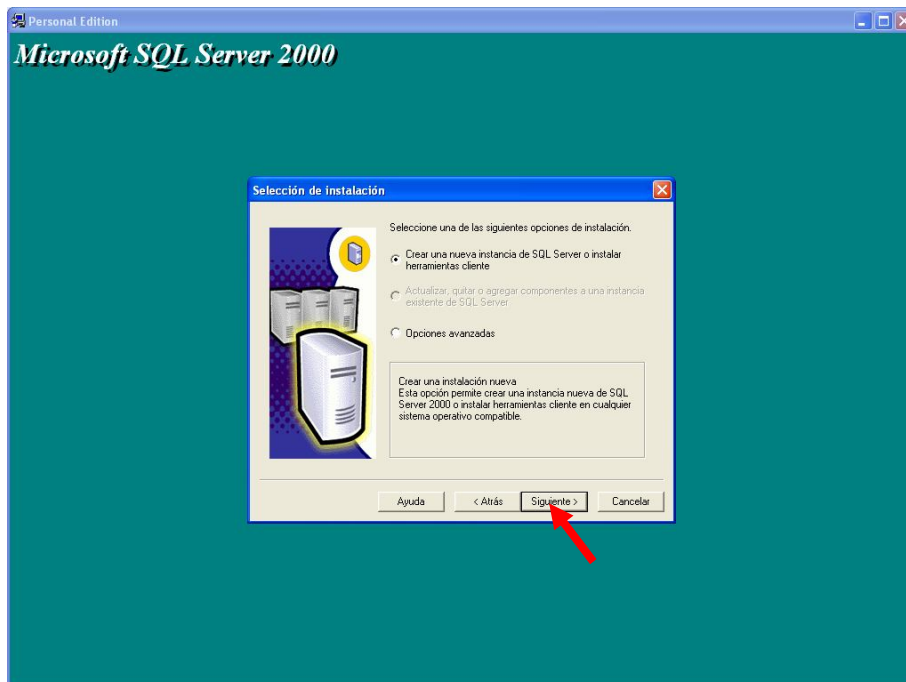 Personal Edition
Microsoft SQL Server 2000
Selección de instalación
Seleccione una de las siguientes opciones de instalación.
Crear una nueva instancia de SQL Server o instalar
herramientas cliente
Actualizar, quitar o agregar componentes a una instancia
existente de SQL Server
Opciones avanzadas
Crear una instalación nueva
Esta opción permite crear una instancia nueva de SQL
Server 2000 o instalar herramientas cliente en cualquier
sistema operativo compatible.
Ayuda
< Atrás
Siguiente >
Cancelar